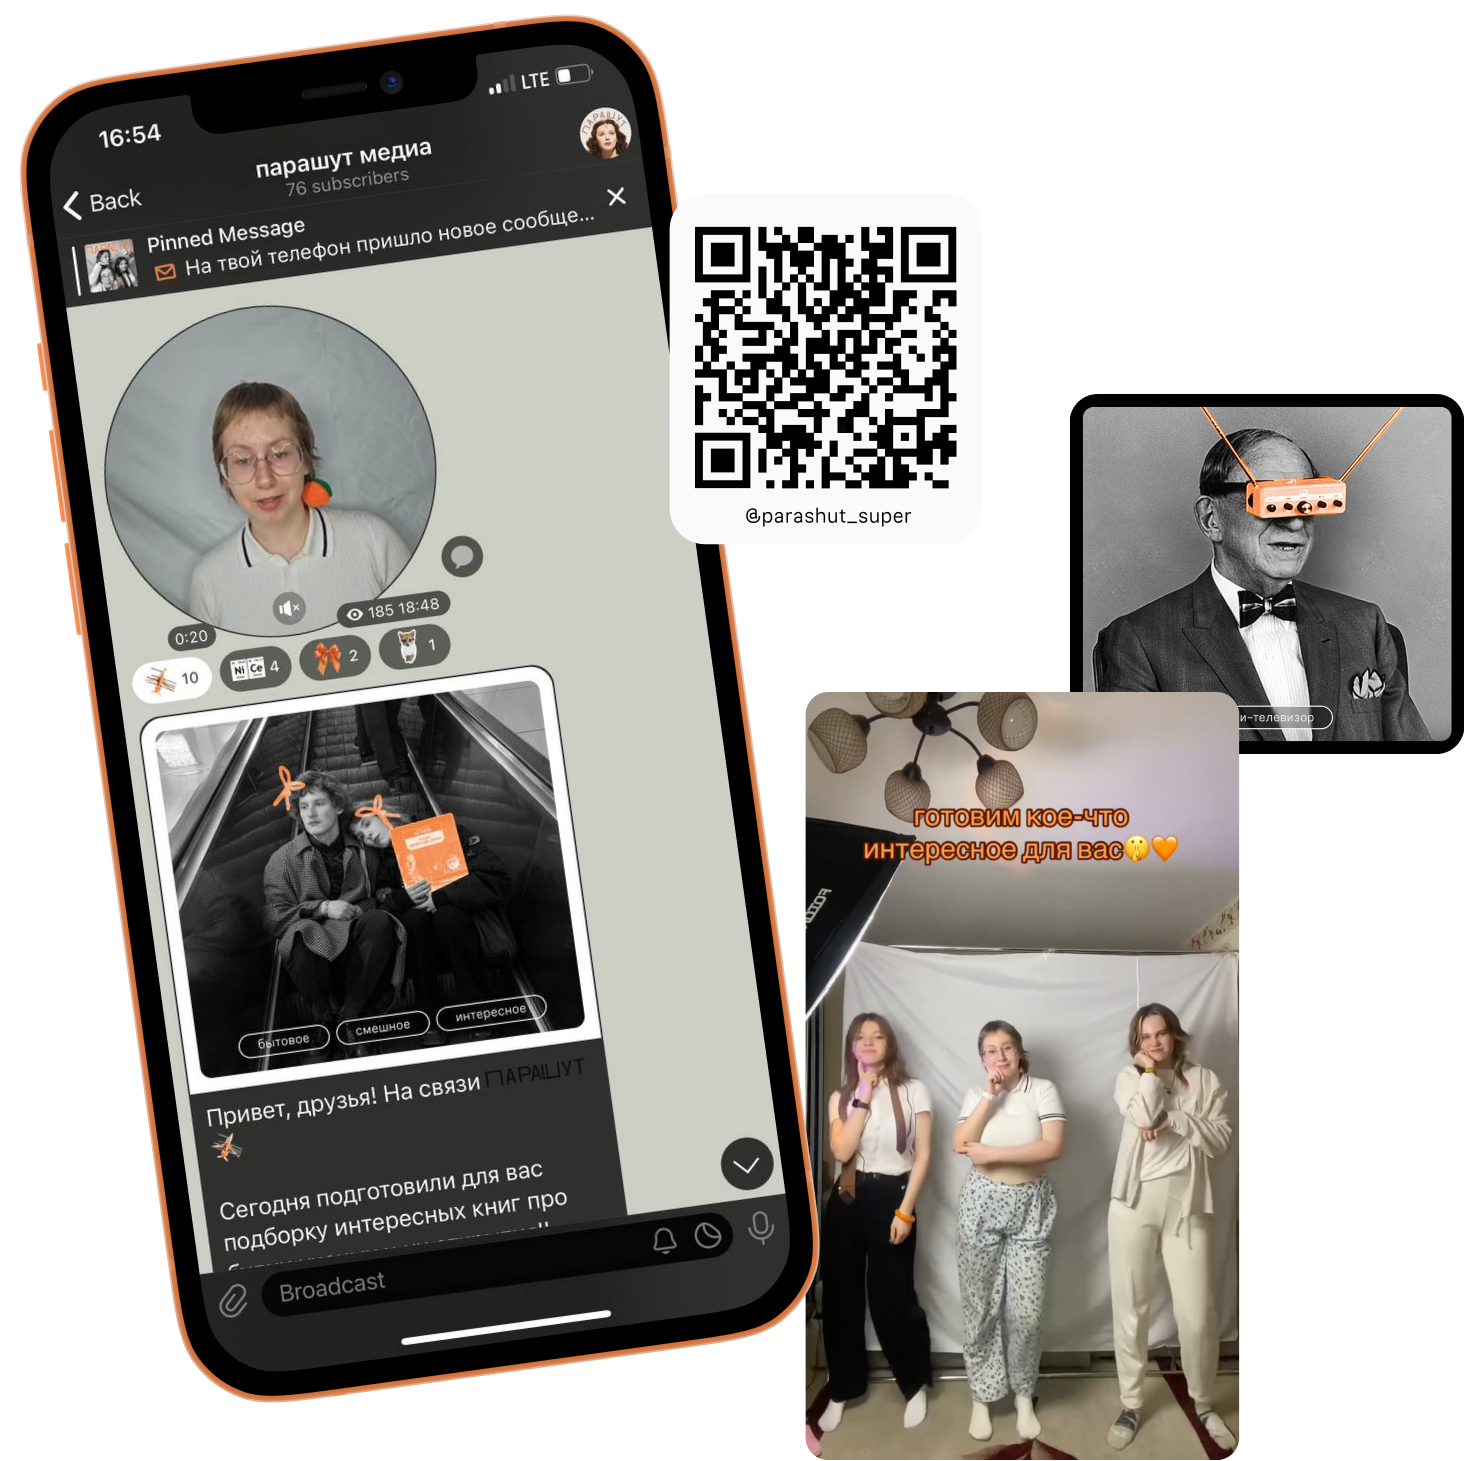 16:54
LTE
парашут медиа
76 subscribers
ПАРАШУТ
Back
Pinned Message
На твой телефон пришло новое сообще...
0:20
185 18:48
10
Ni Ce 4
2
1
бытовое
смешное
интересное
Привет, друзья! На связи ПАРАШУТ
Сегодня подготовили для вас
подборку интересных книг про
Broadcast
@parashut_super
и-телевизор
готовим кое-что
интересное для вас🤫🧡